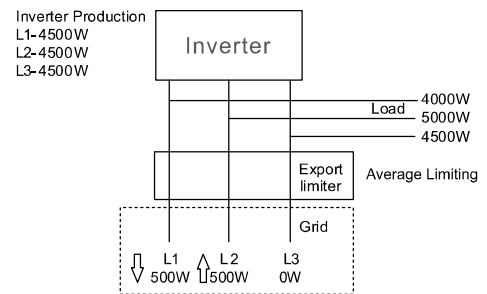 Inverter Production
L1-4500W
L2-4500W
L3-4500W
Inverter
4000W
Load
5000W
4500W
Export
limiter
Average Limiting
Grid
L1 L2 L3
500W 500W 0W